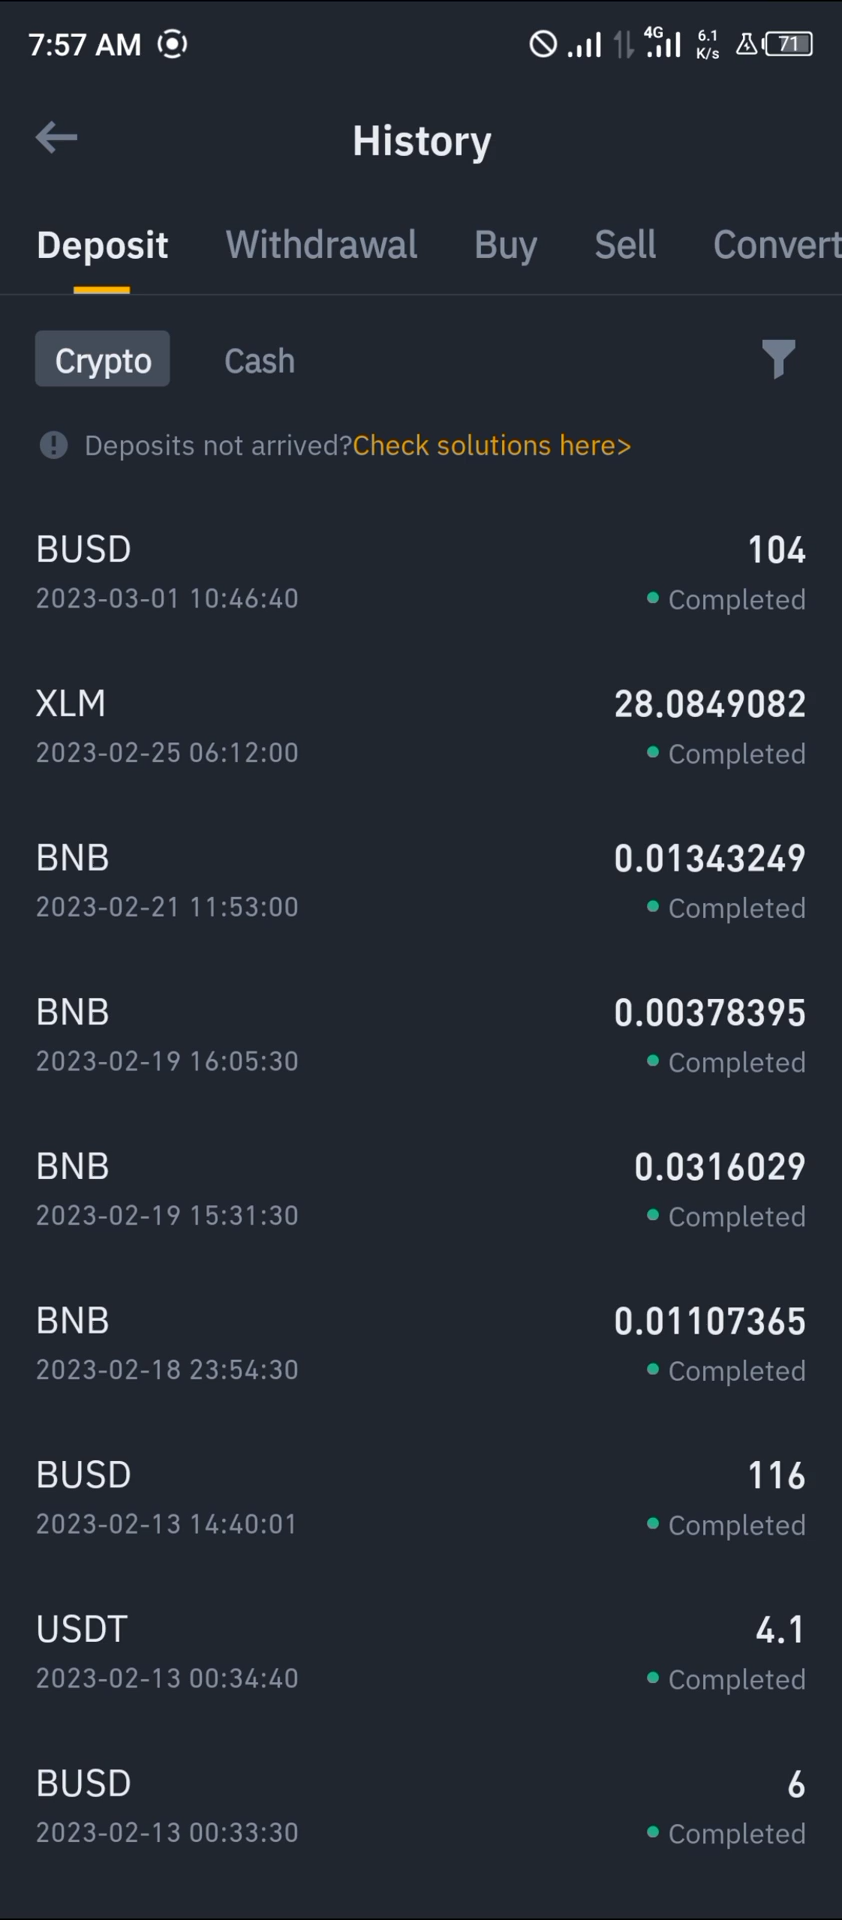 7:57 AM 4G 6.1 K/s 71
History
Deposit Withdrawal Buy Sell Convert
Crypto Cash
Deposits not arrived?Check solutions here>
BUSD 104
2023-03-01 10:46:40 Completed
XLM 28.0849082
2023-02-25 06:12:00 Completed
BNB 0.01343249
2023-02-21 11:53:00 Completed
BNB 0.00378395
2023-02-19 16:05:30 Completed
BNB 0.0316029
2023-02-19 15:31:30 Completed
BNB 0.01107365
2023-02-18 23:54:30 Completed
BUSD 116
2023-02-13 14:40:01 Completed
USDT 4.1
2023-02-13 00:34:40 Completed
BUSD 6
2023-02-13 00:33:30 Completed